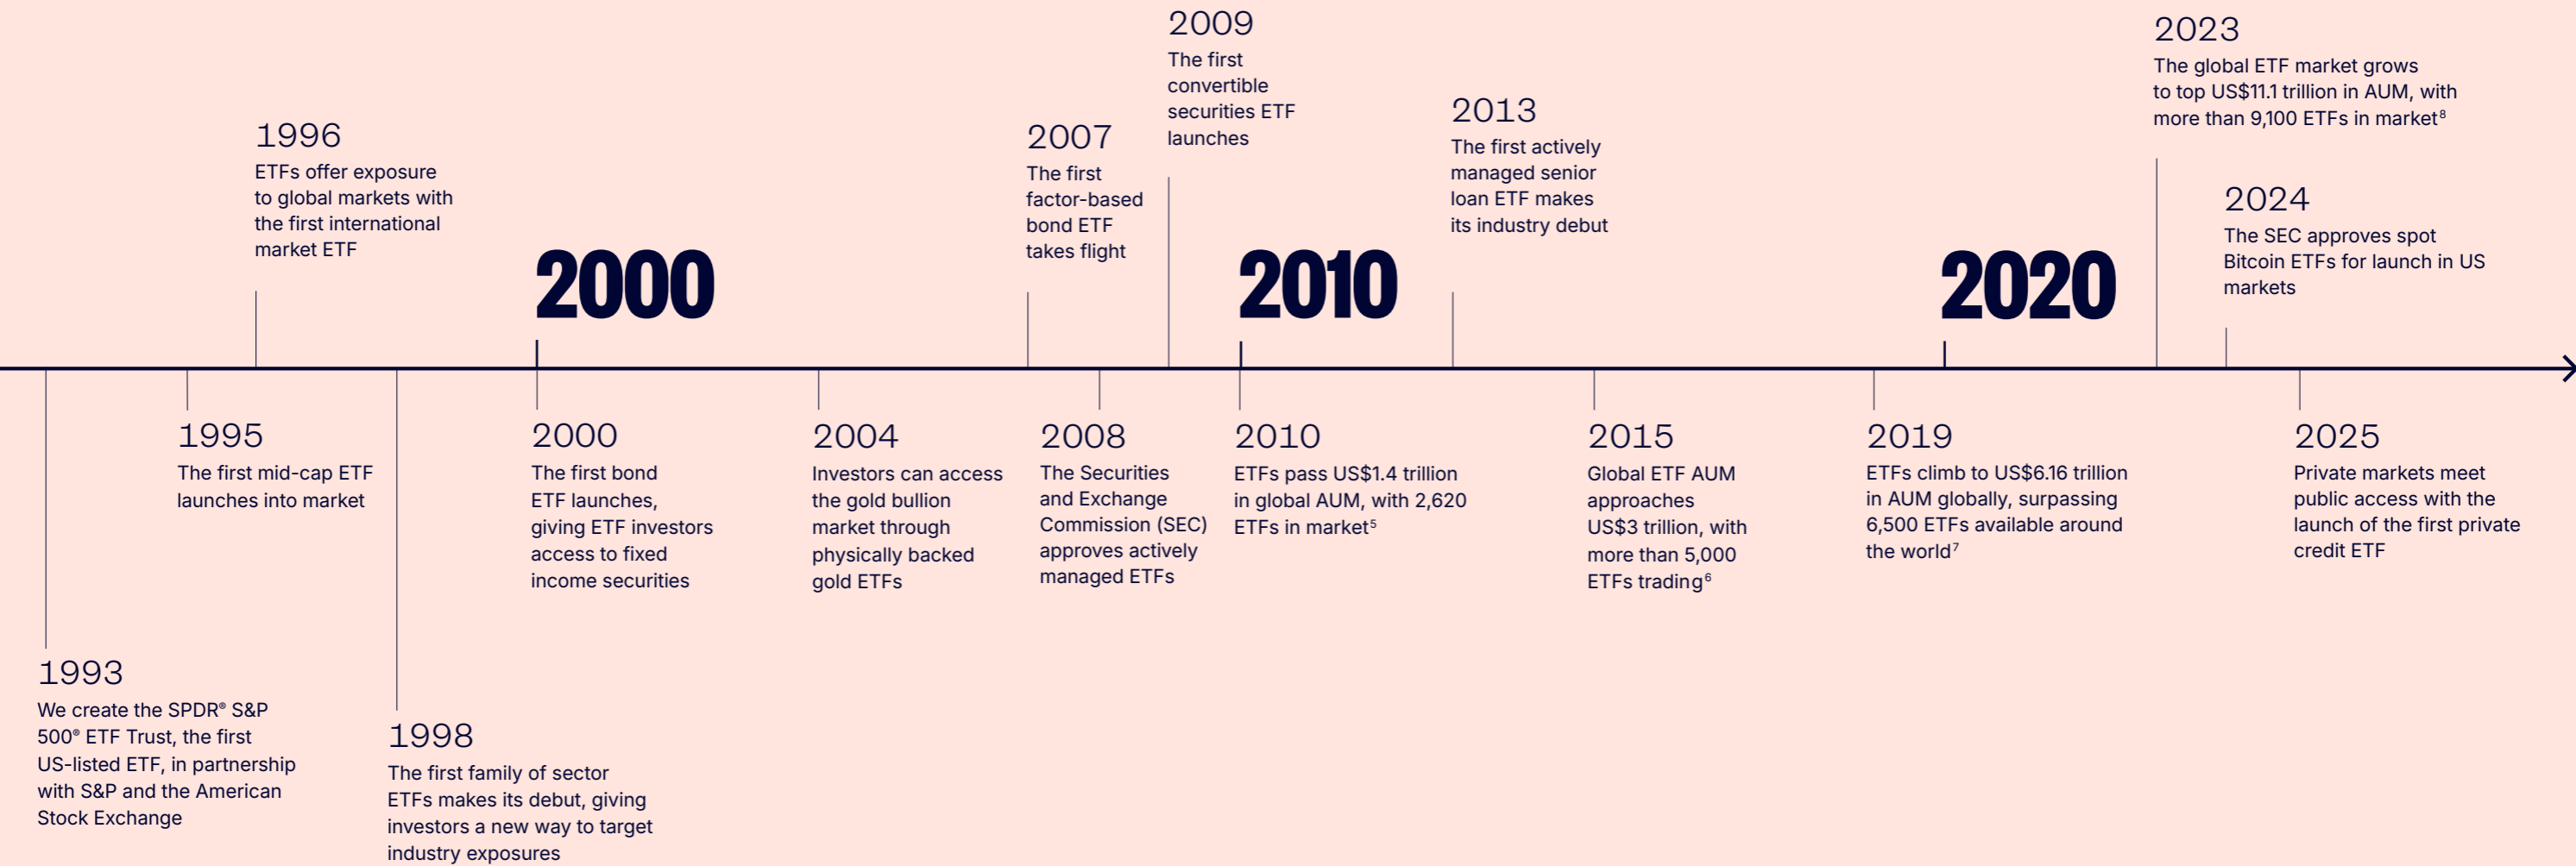 1993
We create the SPDR® S&P
500® ETF Trust, the first
US-listed ETF, in partnership
with S&P and the American
Stock Exchange
1995
The first mid-cap ETF
launches into market
1996
ETFs offer exposure
to global markets with
the first international
market ETF
1998
The first family of sector
ETFs makes its debut, giving
investors a new way to target
industry exposures
2000
2000
The first bond
ETF launches,
giving ETF investors
access to fixed
income securities
2004
Investors can access
the gold bullion
market through
physically backed
gold ETFs
2007
The first
factor-based
bond ETF
takes flight
2008
The Securities
and Exchange
Commission (SEC)
approves actively
managed ETFs
2009
The first
convertible
securities ETF
launches
2010
2010
ETFs pass US$1.4 trillion
in global AUM, with 2,620
ETFs in market⁵
2013
The first actively
managed senior
loan ETF makes
its industry debut
2015
Global ETF AUM
approaches
US$3 trillion, with
more than 5,000
ETFs trading⁶
2019
ETFs climb to US$6.16 trillion
in AUM globally, surpassing
6,500 ETFs available around
the world⁷
2020
2023
The global ETF market grows
to top US$11.1 trillion in AUM, with
more than 9,100 ETFs in market⁸
2024
The SEC approves spot
Bitcoin ETFs for launch in US
markets
2025
Private markets meet
public access with the
launch of the first private
credit ETF